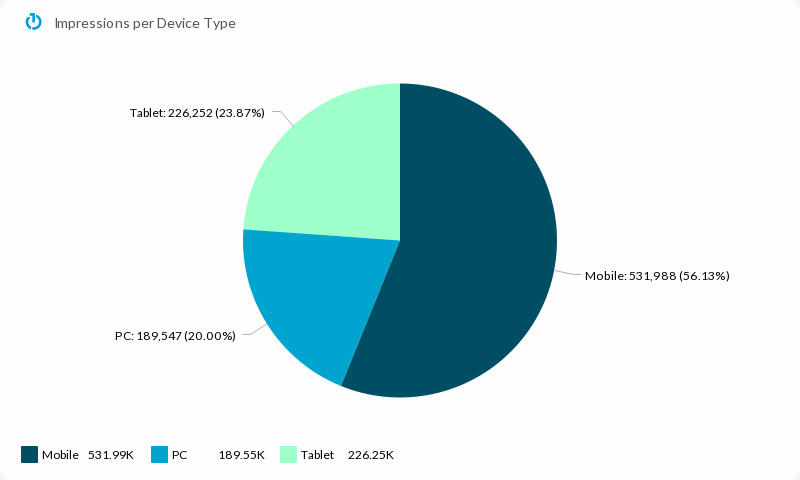 Impressions per Device Type
Tablet: 226,252 (23.87%)
Mobile: 531,988 (56.13%)
PC: 189,547 (20.00%)
Mobile 531.99K PC 189.55K Tablet 226.25K